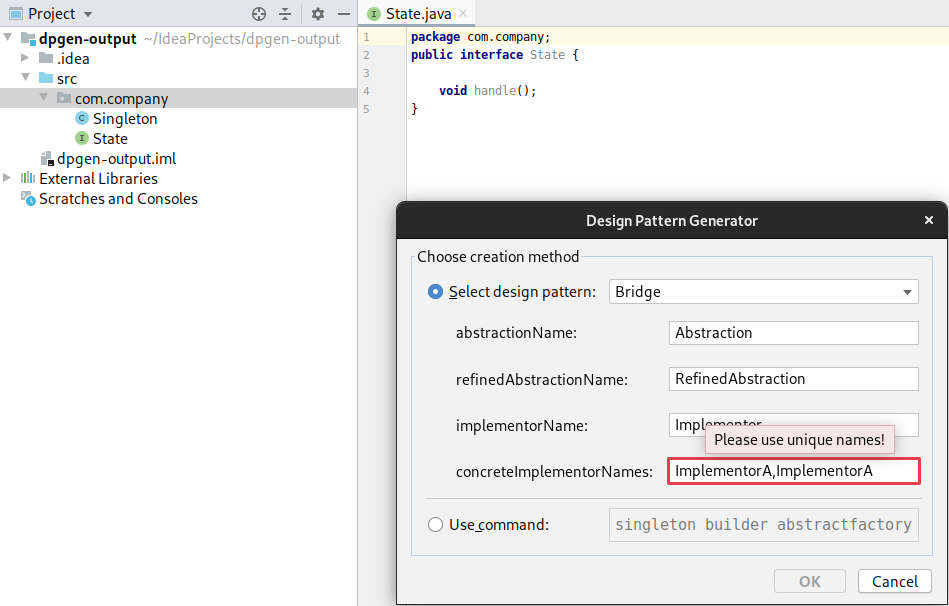 Project
dpgen-output ~/IdeaProjects/dpgen-output
.idea
src
com.company
C Singleton
I State
dpgen-output.iml
External Libraries
Scratches and Consoles
I State.java
1 package com.company;
2 public interface State {
3
4 void handle();
5 }
Design Pattern Generator
Choose creation method
Select design pattern: Bridge
abstractionName: Abstraction
refinedAbstractionName: RefinedAbstraction
implementorName: Implementor
Please use unique names!
concreteImplementorNames: ImplementorA,ImplementorA
Use command: singleton builder abstractfactory
OK Cancel